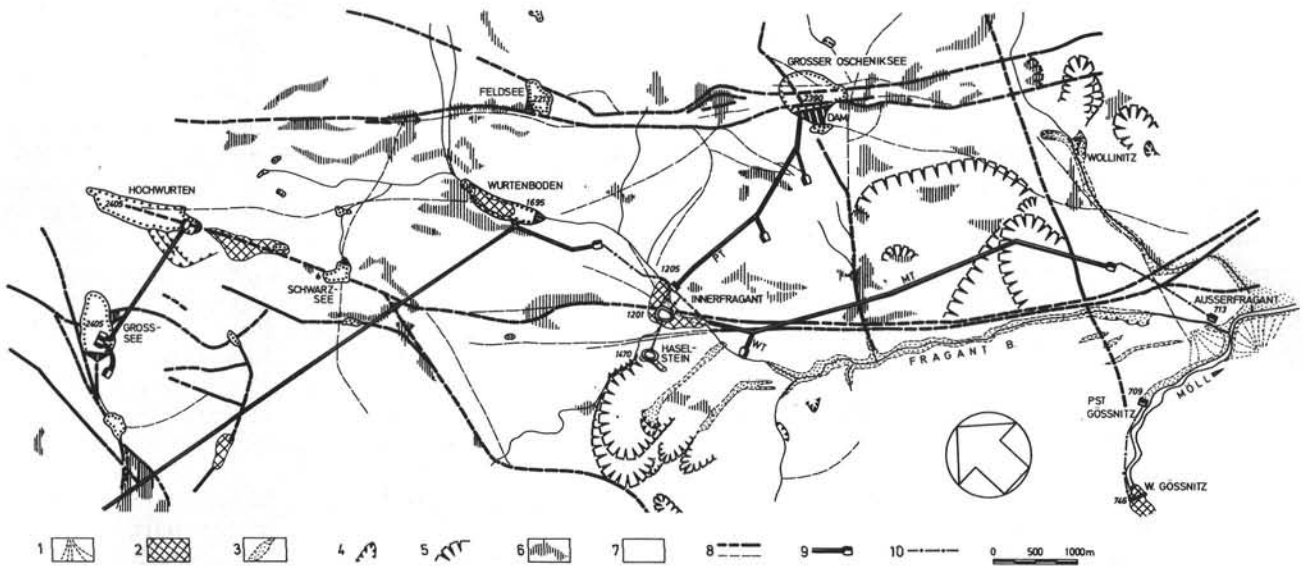 GROSSER OSCHENIKSEE
FELDSEE
DAM
WOLLINITZ
HOCHWURTEN
2405
WURTENBODEN
1695
PT
1205
INNERFRAGANT
MT
SCHWARZ-
SEE
AUSSERFRAGANT
713
2405
GROSS-
SEE
1201
HASEL-
STEIN
1470
WT
FRAGANT B.
MÖLL
709
PST
GÖSSNITZ
W. GÖSSNITZ
746
1 2 3 4 5 6 7 8 9 10 0 500 1000m